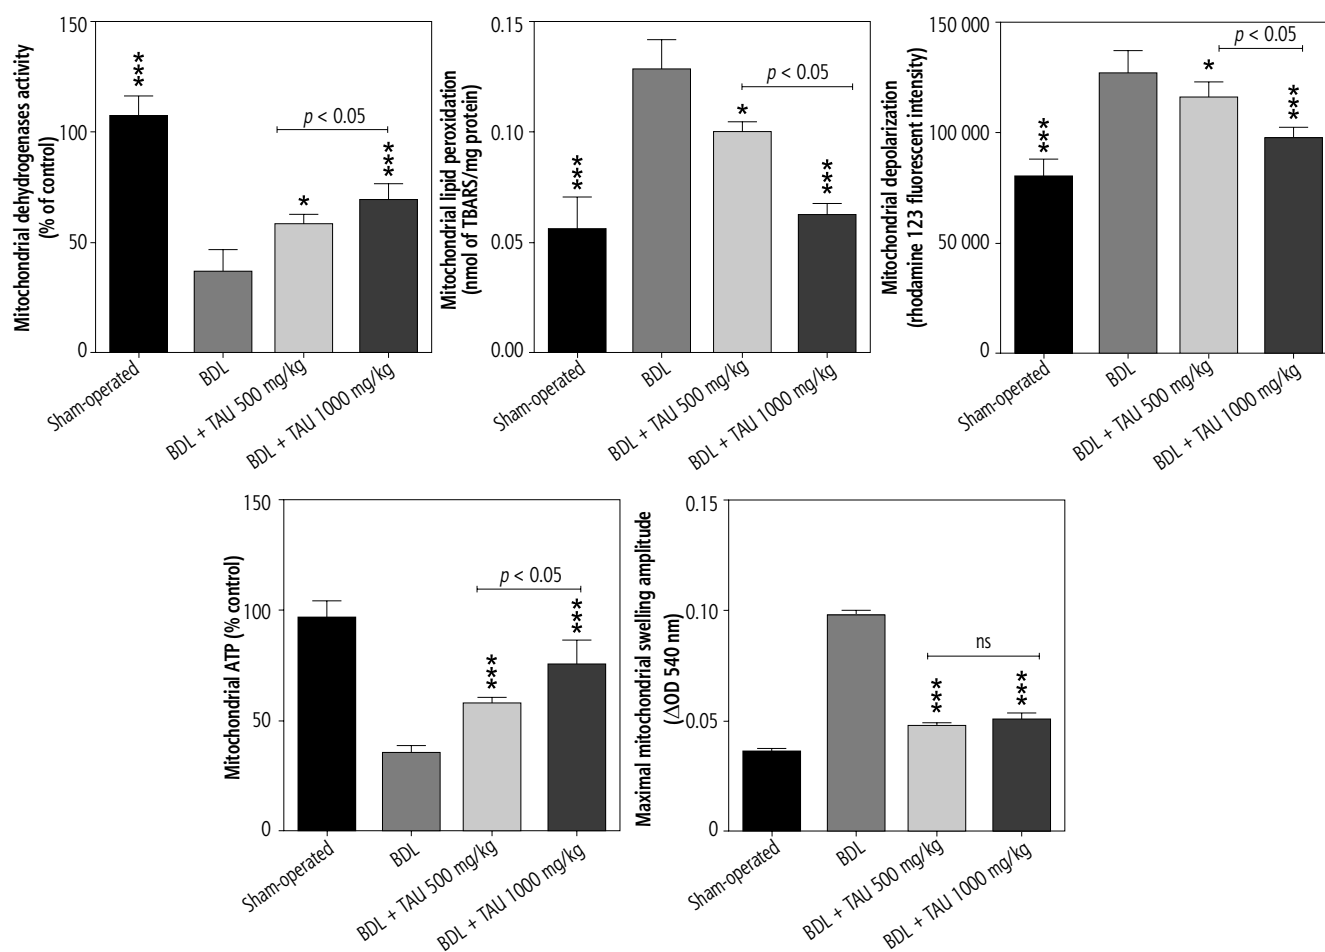 Mitochondrial dehydrogenases activity
(% of control)
150
100
50
0
***
*
***
p < 0.05
Sham-operated
BDL
BDL + TAU 500 mg/kg
BDL + TAU 1000 mg/kg
Mitochondrial lipid peroxidation
(nmol of TBARS/mg protein)
0.15
0.10
0.05
0.00
***
*
***
p < 0.05
Sham-operated
BDL
BDL + TAU 500 mg/kg
BDL + TAU 1000 mg/kg
Mitochondrial depolarization
(rhodamine 123 fluorescent intensity)
150 000
100 000
50 000
0
***
*
***
p < 0.05
Sham-operated
BDL
BDL + TAU 500 mg/kg
BDL + TAU 1000 mg/kg
Mitochondrial ATP (% control)
150
100
50
0
***
***
p < 0.05
Sham-operated
BDL
BDL + TAU 500 mg/kg
BDL + TAU 1000 mg/kg
Maximal mitochondrial swelling amplitude
(△OD 540 nm)
0.15
0.10
0.05
0
***
***
ns
Sham-operated
BDL
BDL + TAU 500 mg/kg
BDL + TAU 1000 mg/kg